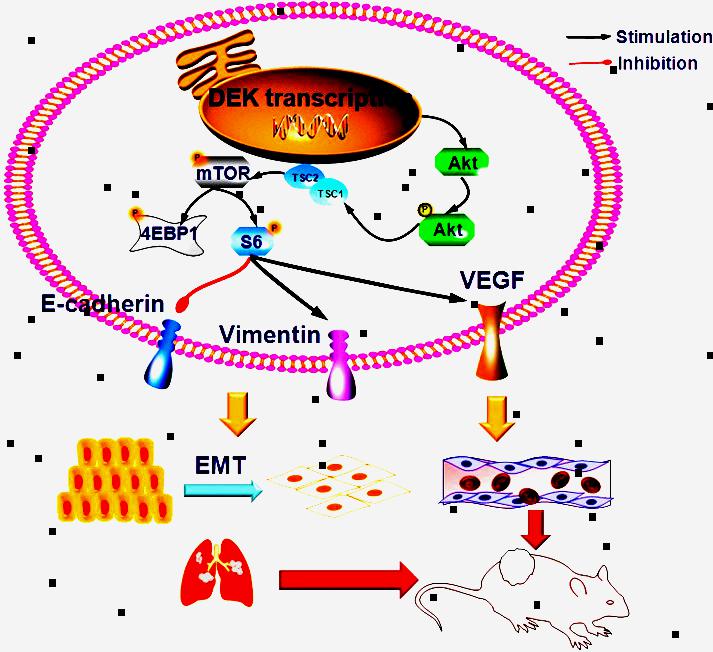 Stimulation
Inhibition
DEK transcription
Akt
P
mTOR
TSC2
TSC1
P
Akt
P
4EBP1
P
S6
E-cadherin
Vimentin
VEGF
EMT